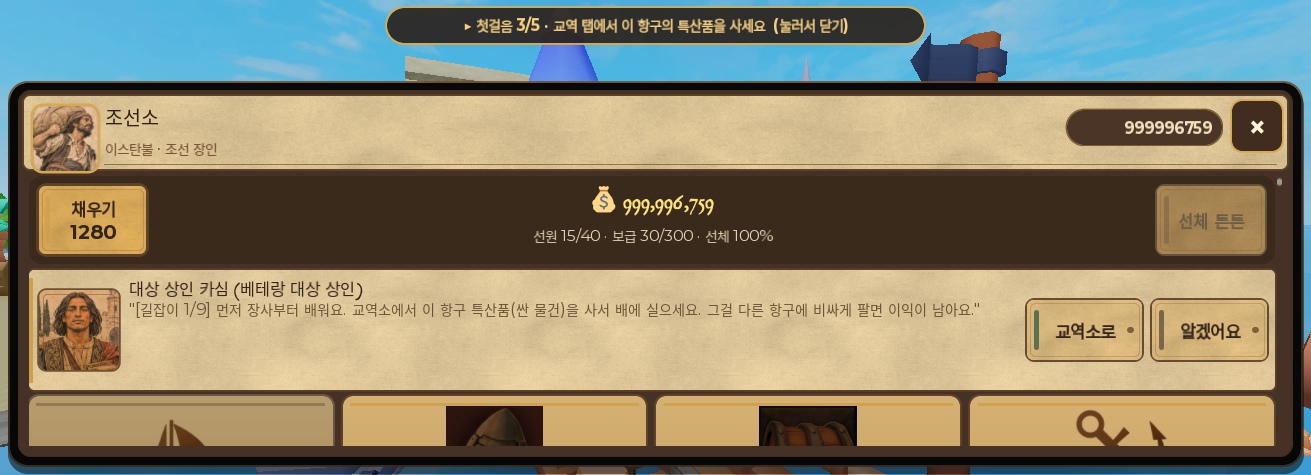 ▸ 첫걸음 3/5 · 교역 탭에서 이 항구의 특산품을 사세요 (눌러서 닫기)
조선소
이스탄불 · 조선 장인
999996759
×
채우기
1280
999,996,759
선원 15/40 · 보급 30/300 · 선체 100%
선체 튼튼
대상 상인 카심 (베테랑 대상 상인)
"[길잡이 1/9] 먼저 장사부터 배워요. 교역소에서 이 항구 특산품(싼 물건)을 사서 배에 실으세요. 그걸 다른 항구에 비싸게 팔면 이익이 남아요."
교역소로
알겠어요